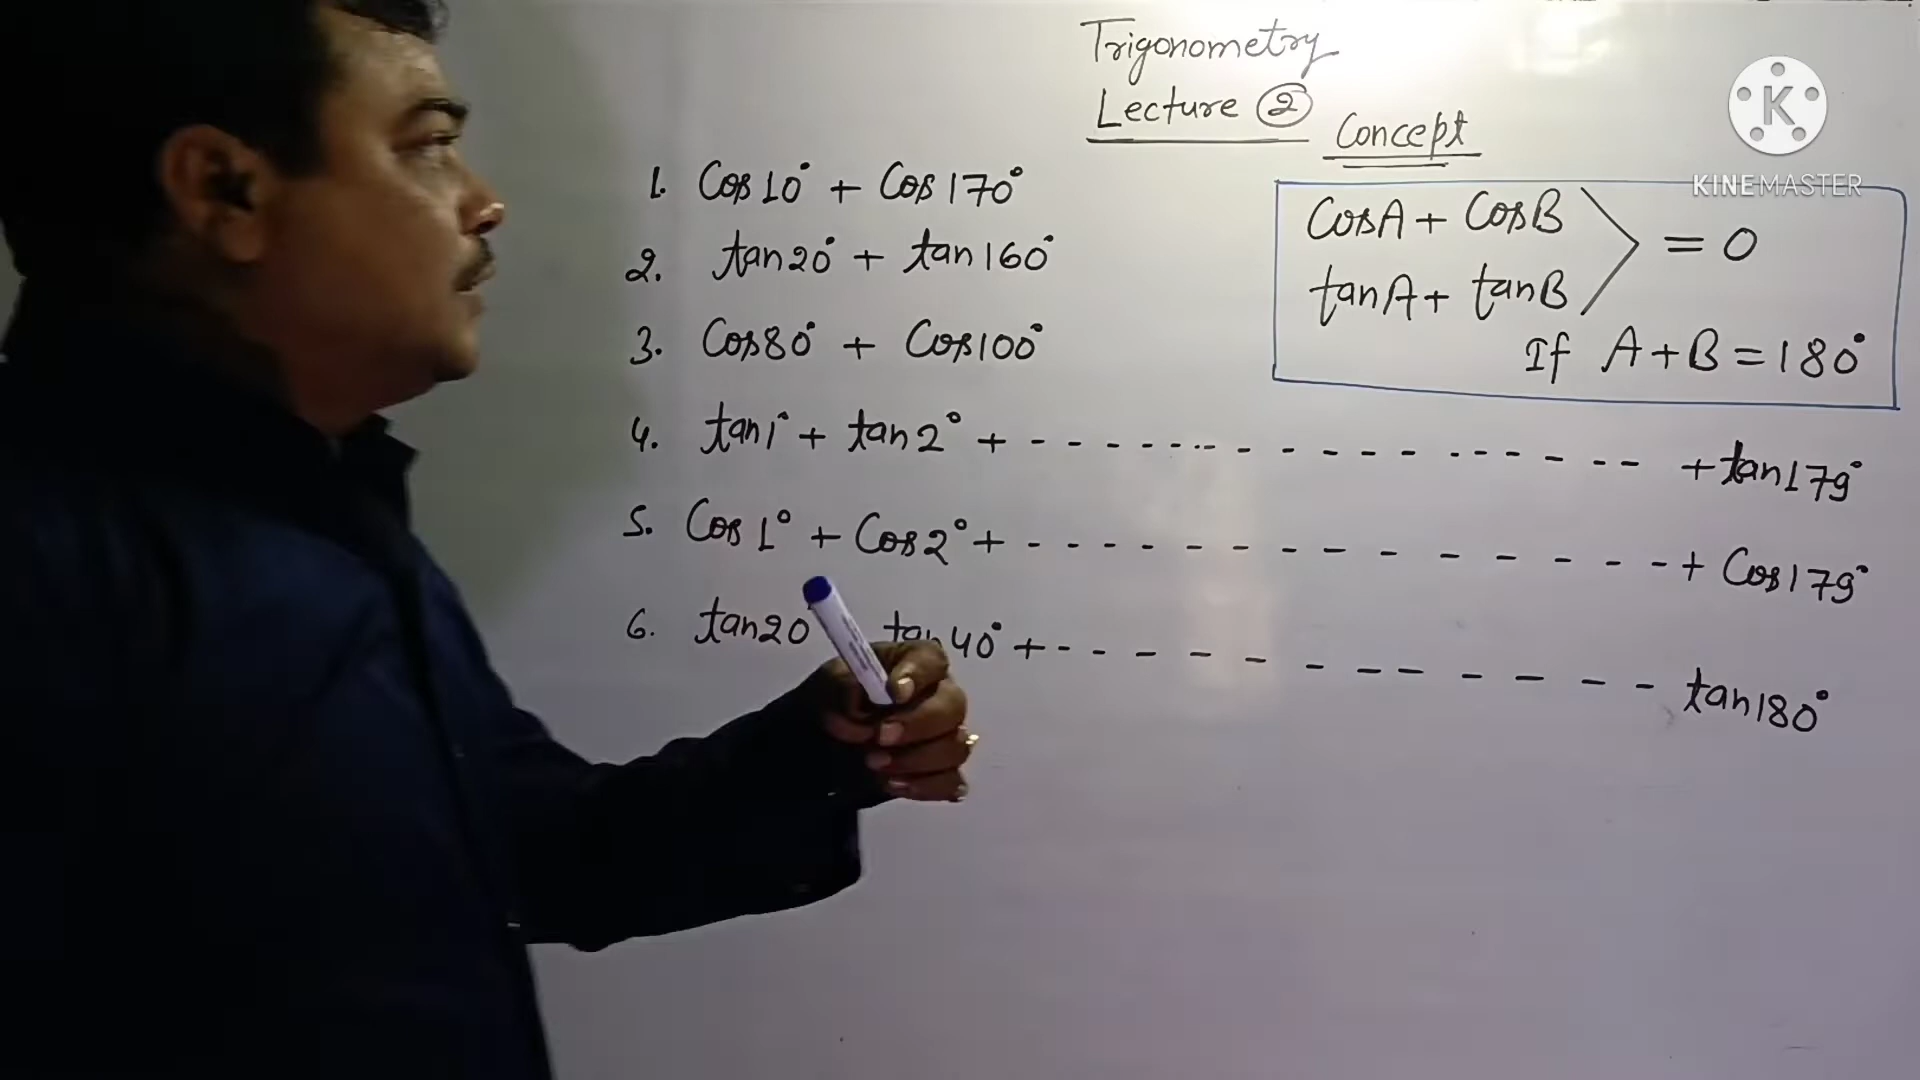 Trigonometry
Lecture ②
Concept
KINEMASTER
1. Cos10° + Cos170°
2. tan20° + tan160°
3. Cos80° + Cos100°
4. tan1° + tan2° + - - - - - - - - - - - - - - - - - + tan179°
5. Cos1° + Cos2° + - - - - - - - - - - - - - - - + Cos179°
6. tan20 tan40° + - - - - - - - - - - - - tan180°
CosA + CosB
tanA + tanB
= 0
If A + B = 180°